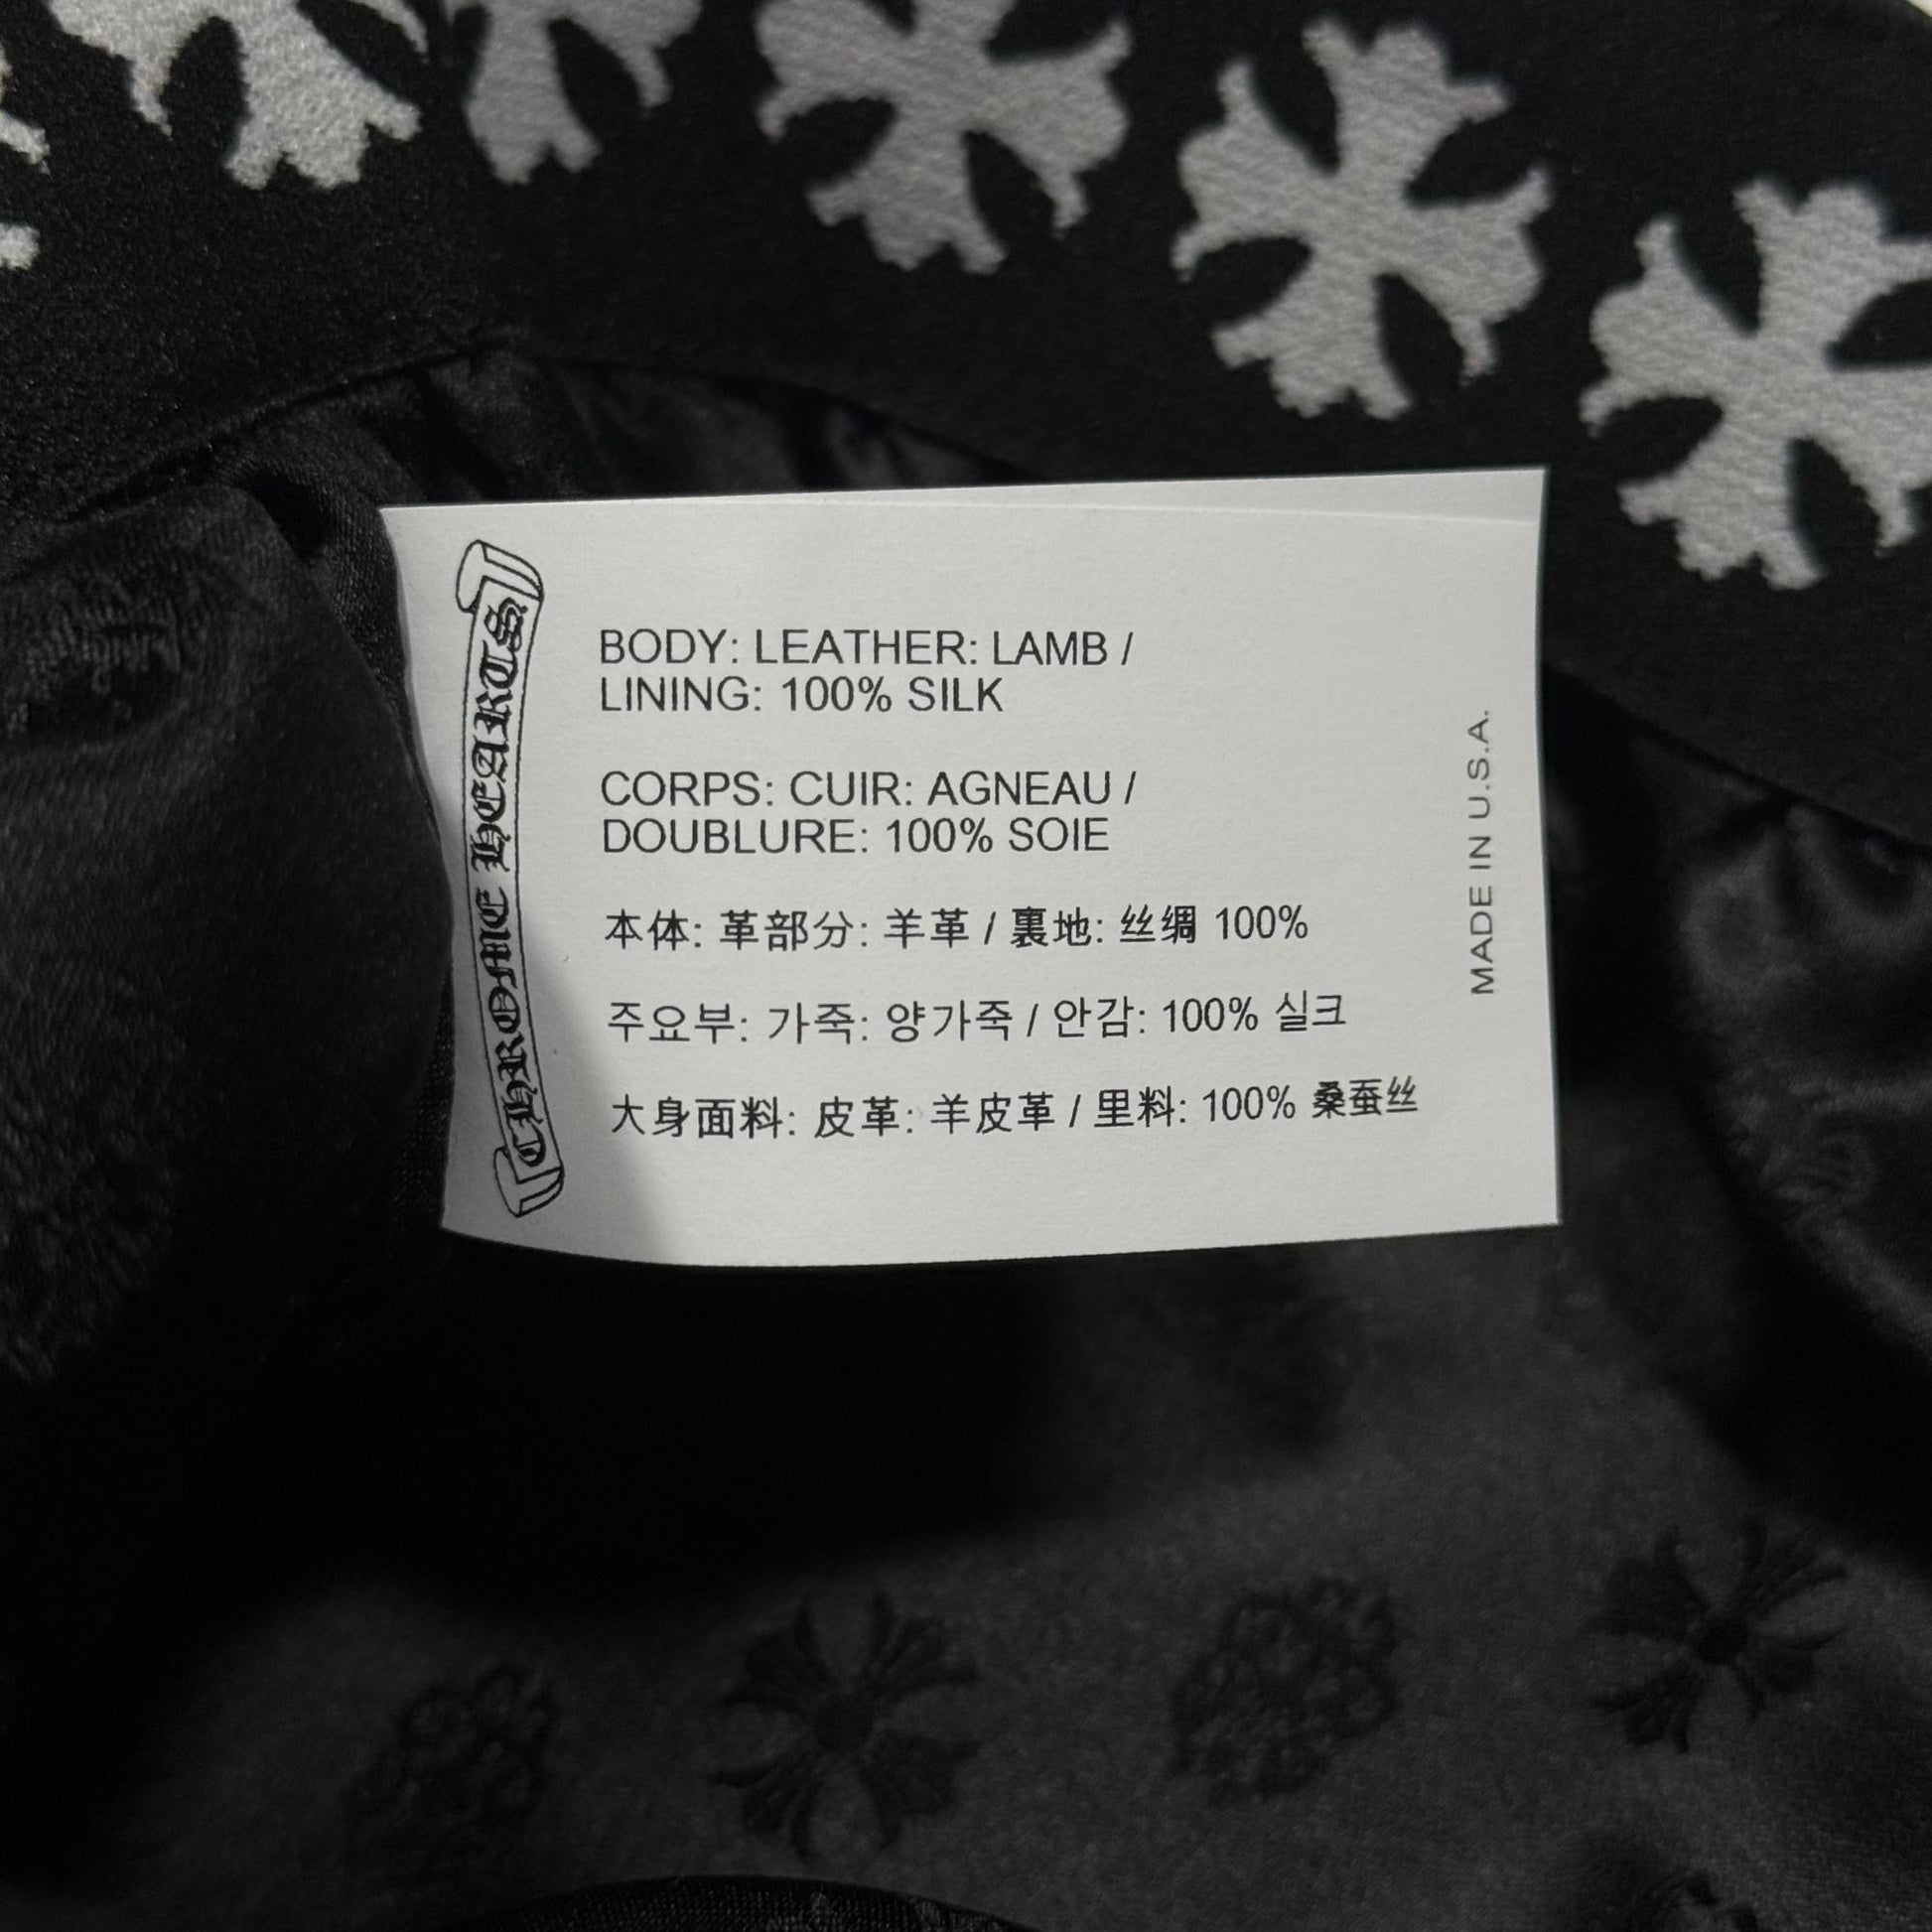 CHROME HEARTS
BODY: LEATHER: LAMB /
LINING: 100% SILK
CORPS: CUIR: AGNEAU /
DOUBLURE: 100% SOIE
本体: 革部分: 羊革 / 裏地: 丝绸 100%
주요부: 가죽: 양가죽 / 안감: 100% 실크
大身面料: 皮革: 羊皮革 / 里料: 100% 桑蚕丝
MADE IN U.S.A.